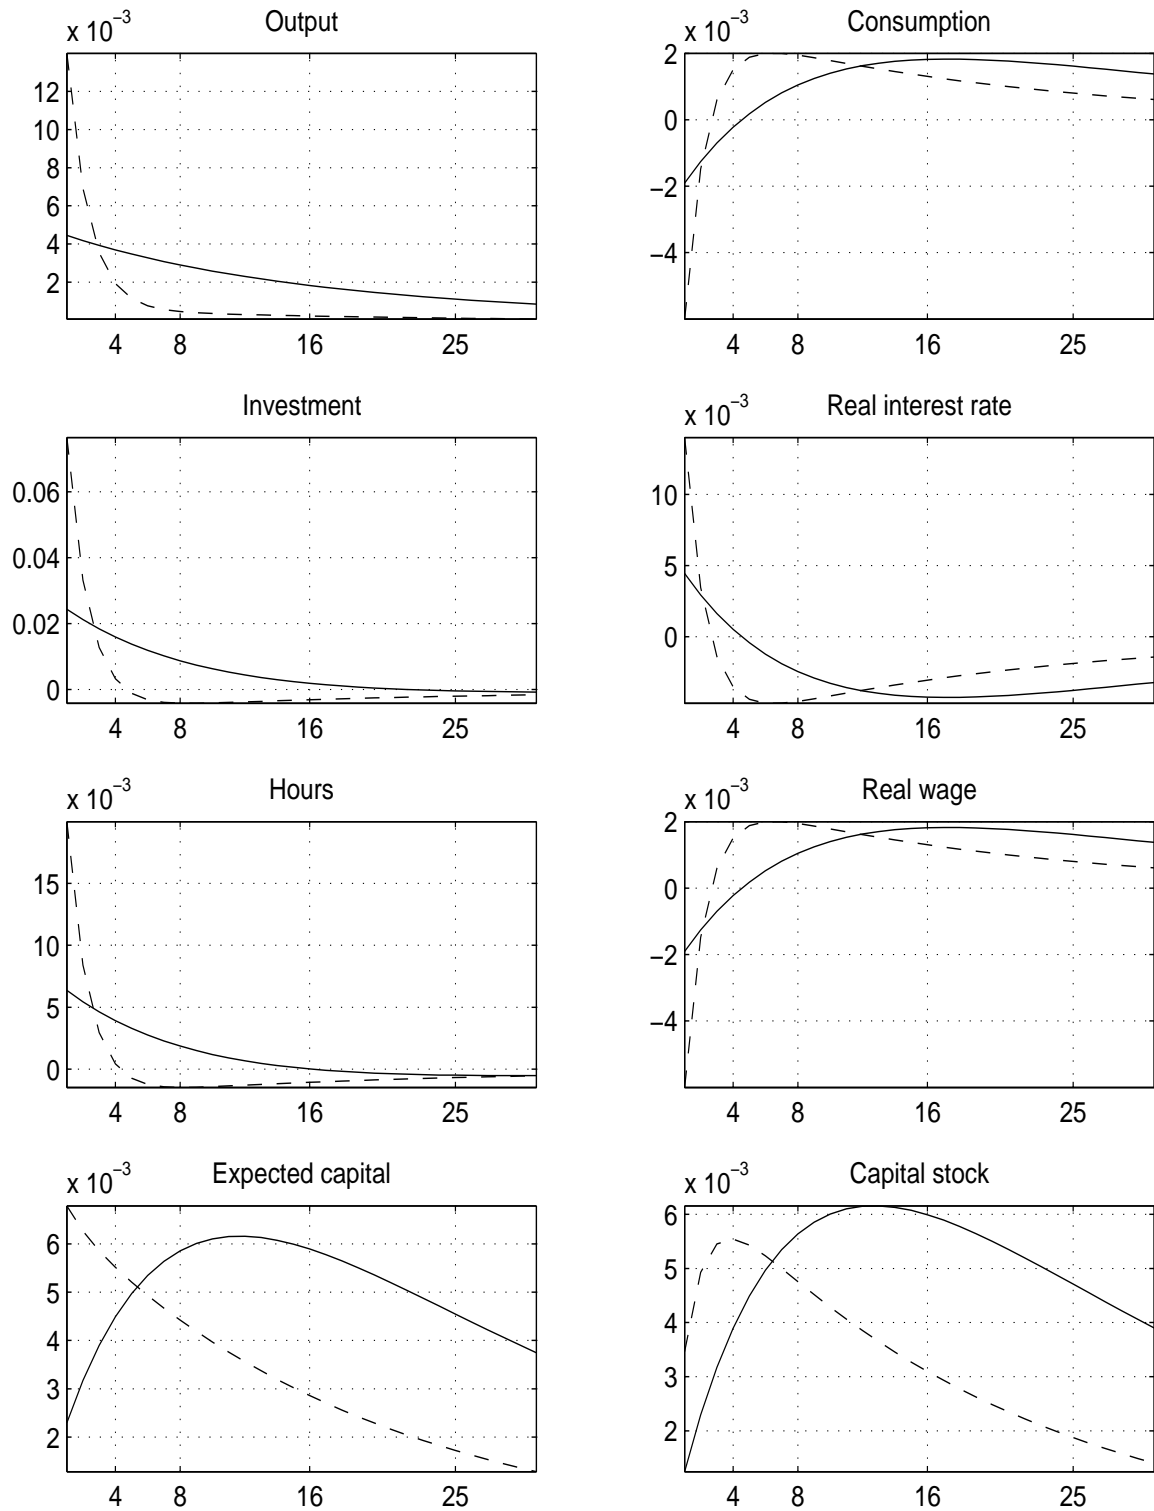 Output
x 10⁻³
12
10
8
6
4
2
4 8 16 25
Consumption
x 10⁻³
2
0
−2
−4
4 8 16 25
Investment
0.06
0.04
0.02
0
4 8 16 25
Real interest rate
x 10⁻³
10
5
0
4 8 16 25
Hours
x 10⁻³
15
10
5
0
4 8 16 25
Real wage
x 10⁻³
2
0
−2
−4
4 8 16 25
Expected capital
x 10⁻³
6
5
4
3
2
4 8 16 25
Capital stock
x 10⁻³
6
5
4
3
2
4 8 16 25